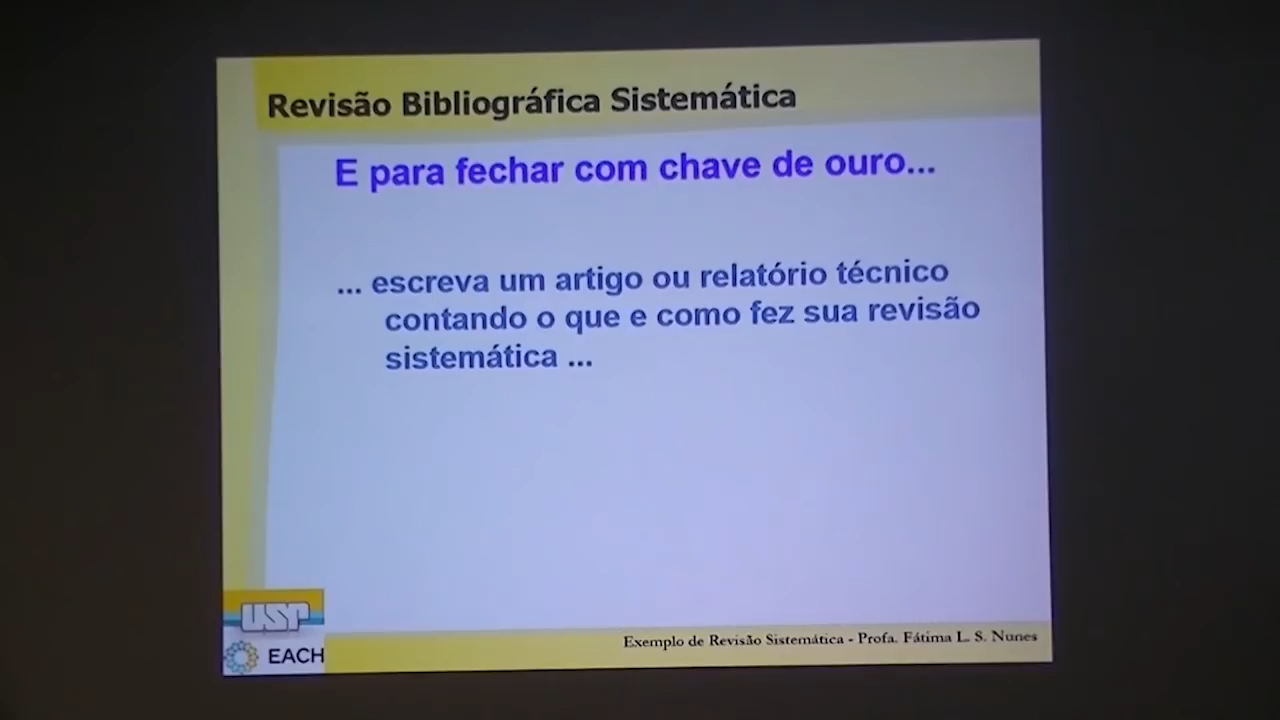 Revisão Bibliográfica Sistemática
E para fechar com chave de ouro...
... escreva um artigo ou relatório técnico
contando o que e como fez sua revisão
sistemática ...
USP
EACH
Exemplo de Revisão Sistemática - Profa. Fátima L. S. Nunes